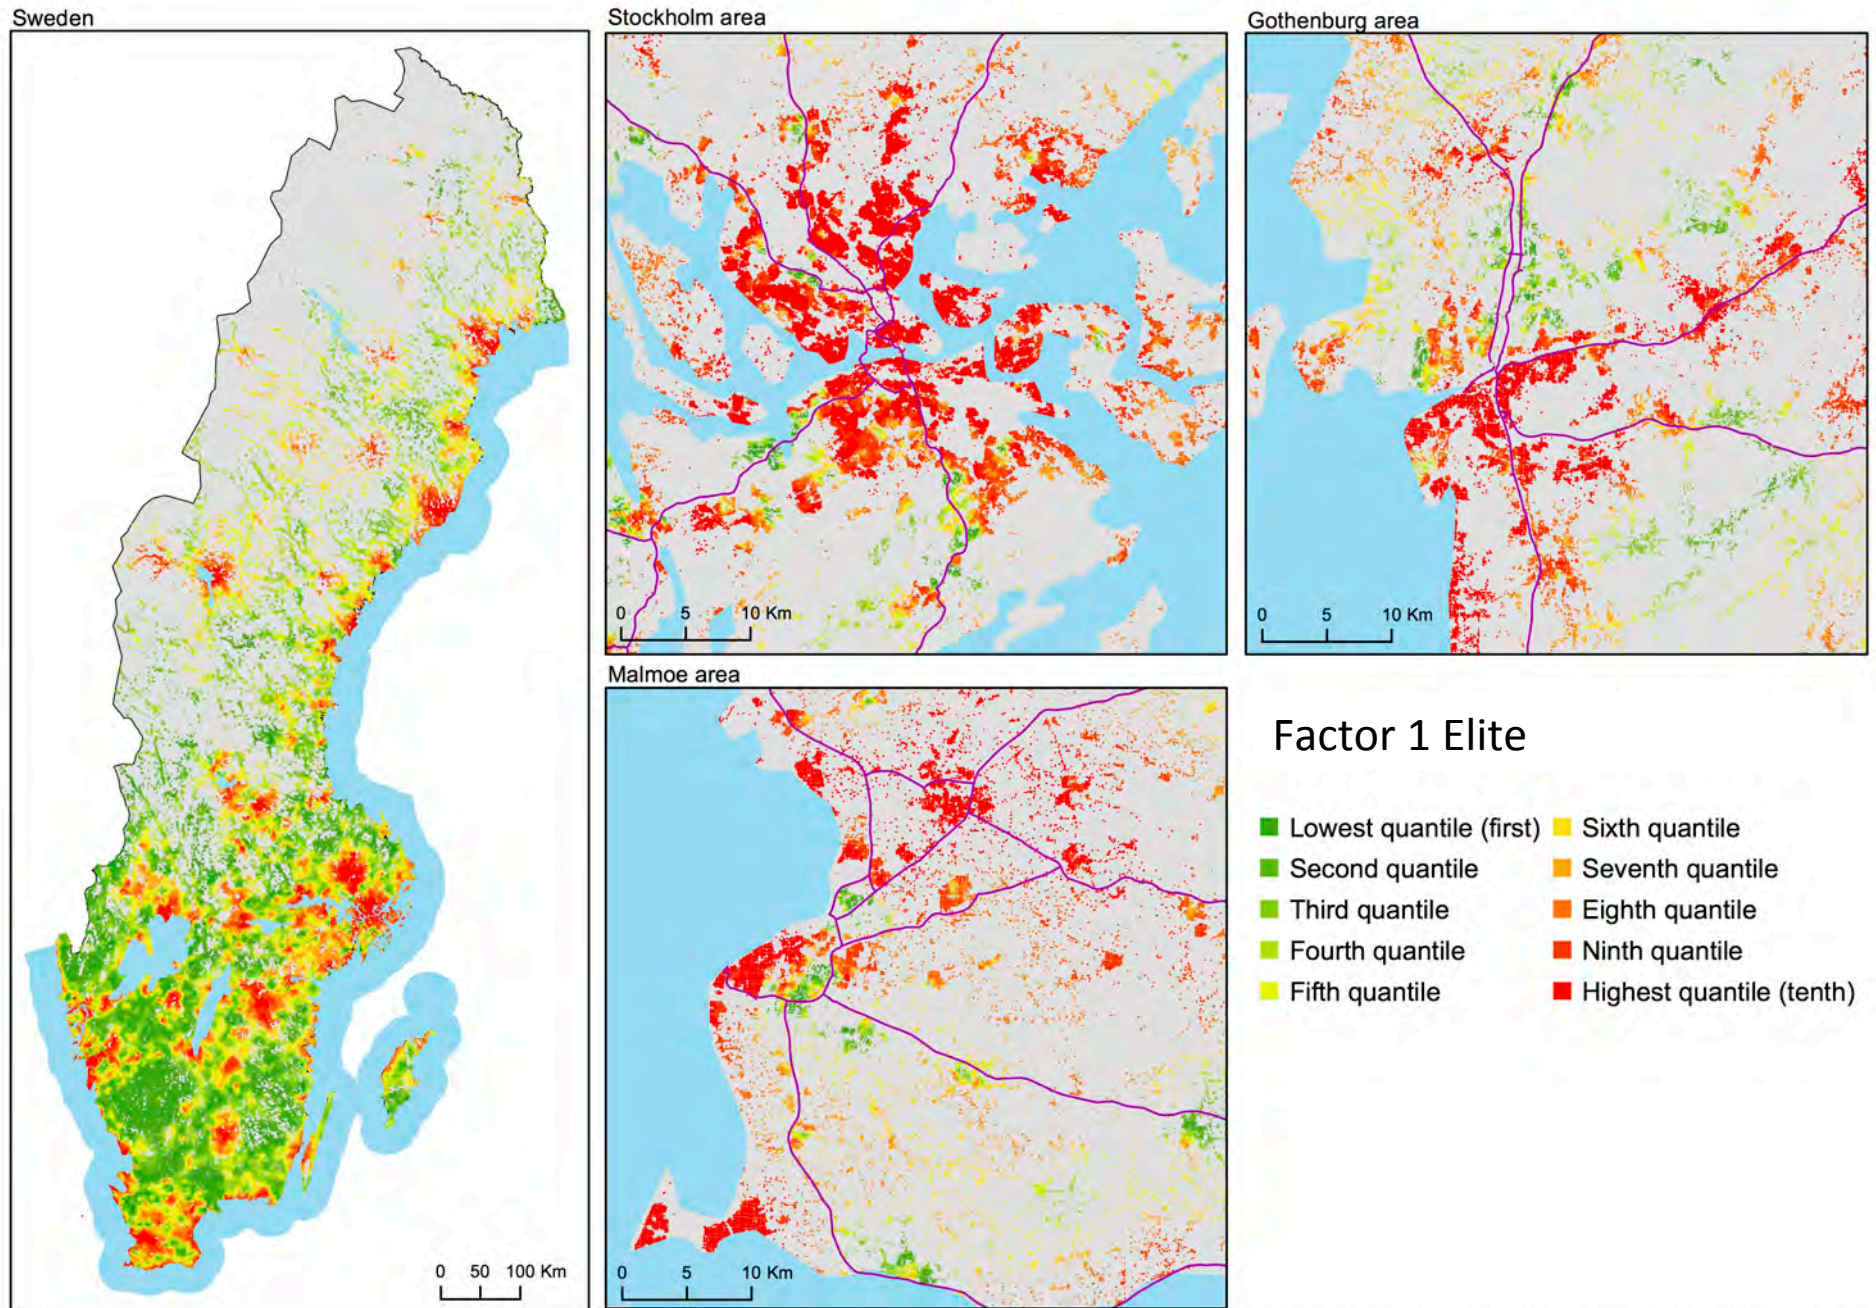 Sweden
Stockholm area
Gothenburg area
0 5 10 Km
0 5 10 Km
Malmoe area
Factor 1 Elite
Lowest quantile (first)
Second quantile
Third quantile
Fourth quantile
Fifth quantile
Sixth quantile
Seventh quantile
Eighth quantile
Ninth quantile
Highest quantile (tenth)
0 50 100 Km
0 5 10 Km